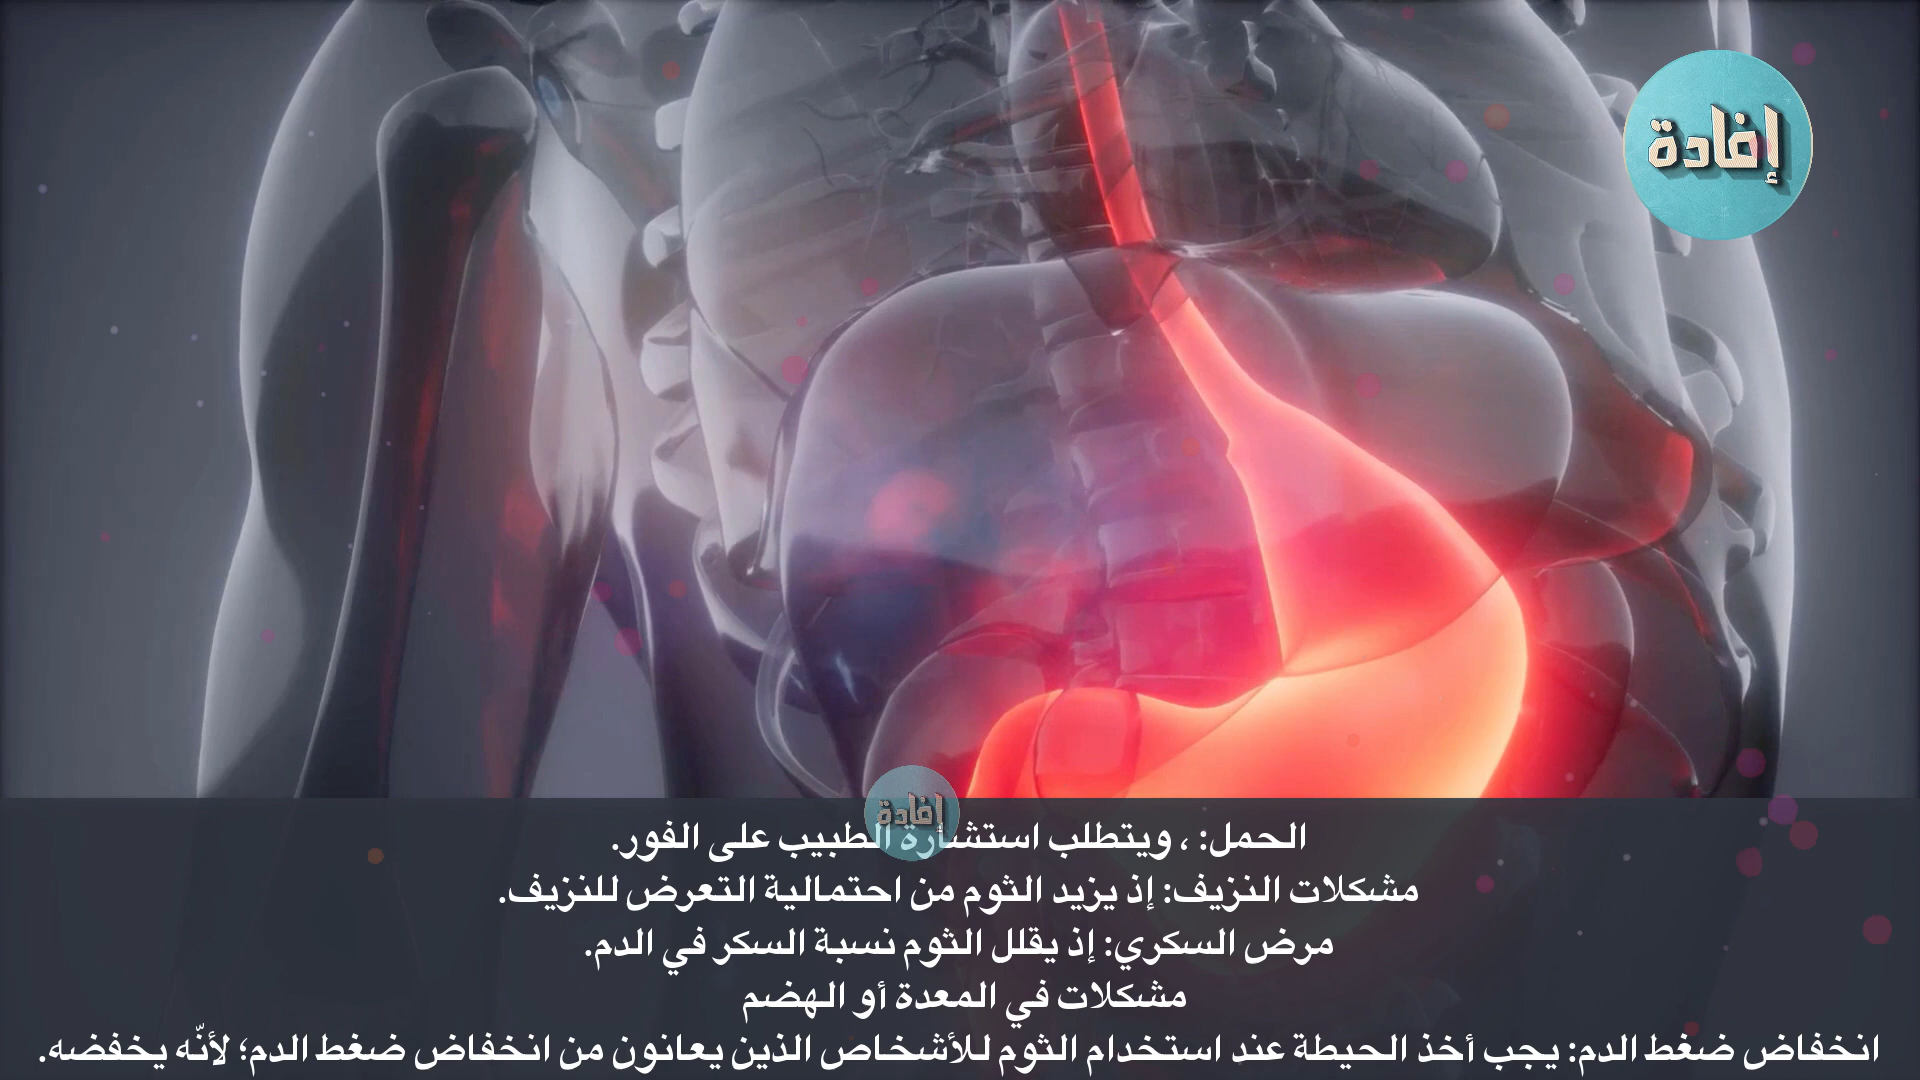 إفادة
إفادة
الحمل: ، ويتطلب استشارة الطبيب على الفور.
مشكلات النزيف: إذ يزيد الثوم من احتمالية التعرض للنزيف.
مرض السكري: إذ يقلل الثوم نسبة السكر في الدم.
مشكلات في المعدة أو الهضم
انخفاض ضغط الدم: يجب أخذ الحيطة عند استخدام الثوم للأشخاص الذين يعانون من انخفاض ضغط الدم؛ لأنّه يخفضه.